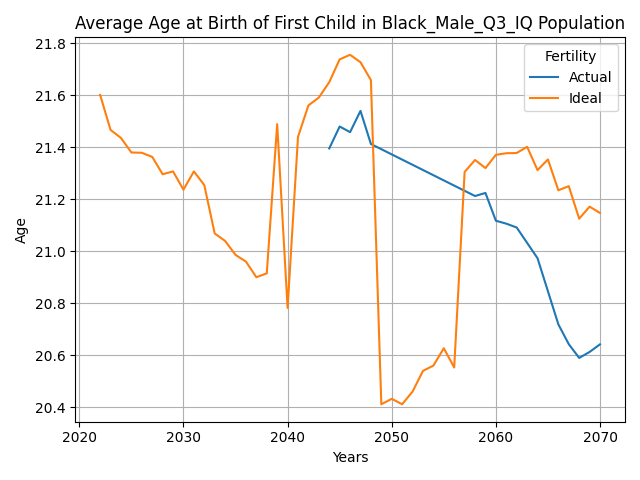 Average Age at Birth of First Child in Black_Male_Q3_IQ Population
21.8
21.6
21.4
21.2
21.0
20.8
20.6
20.4
Age
Fertility
Actual
Ideal
2020 2030 2040 2050 2060 2070
Years